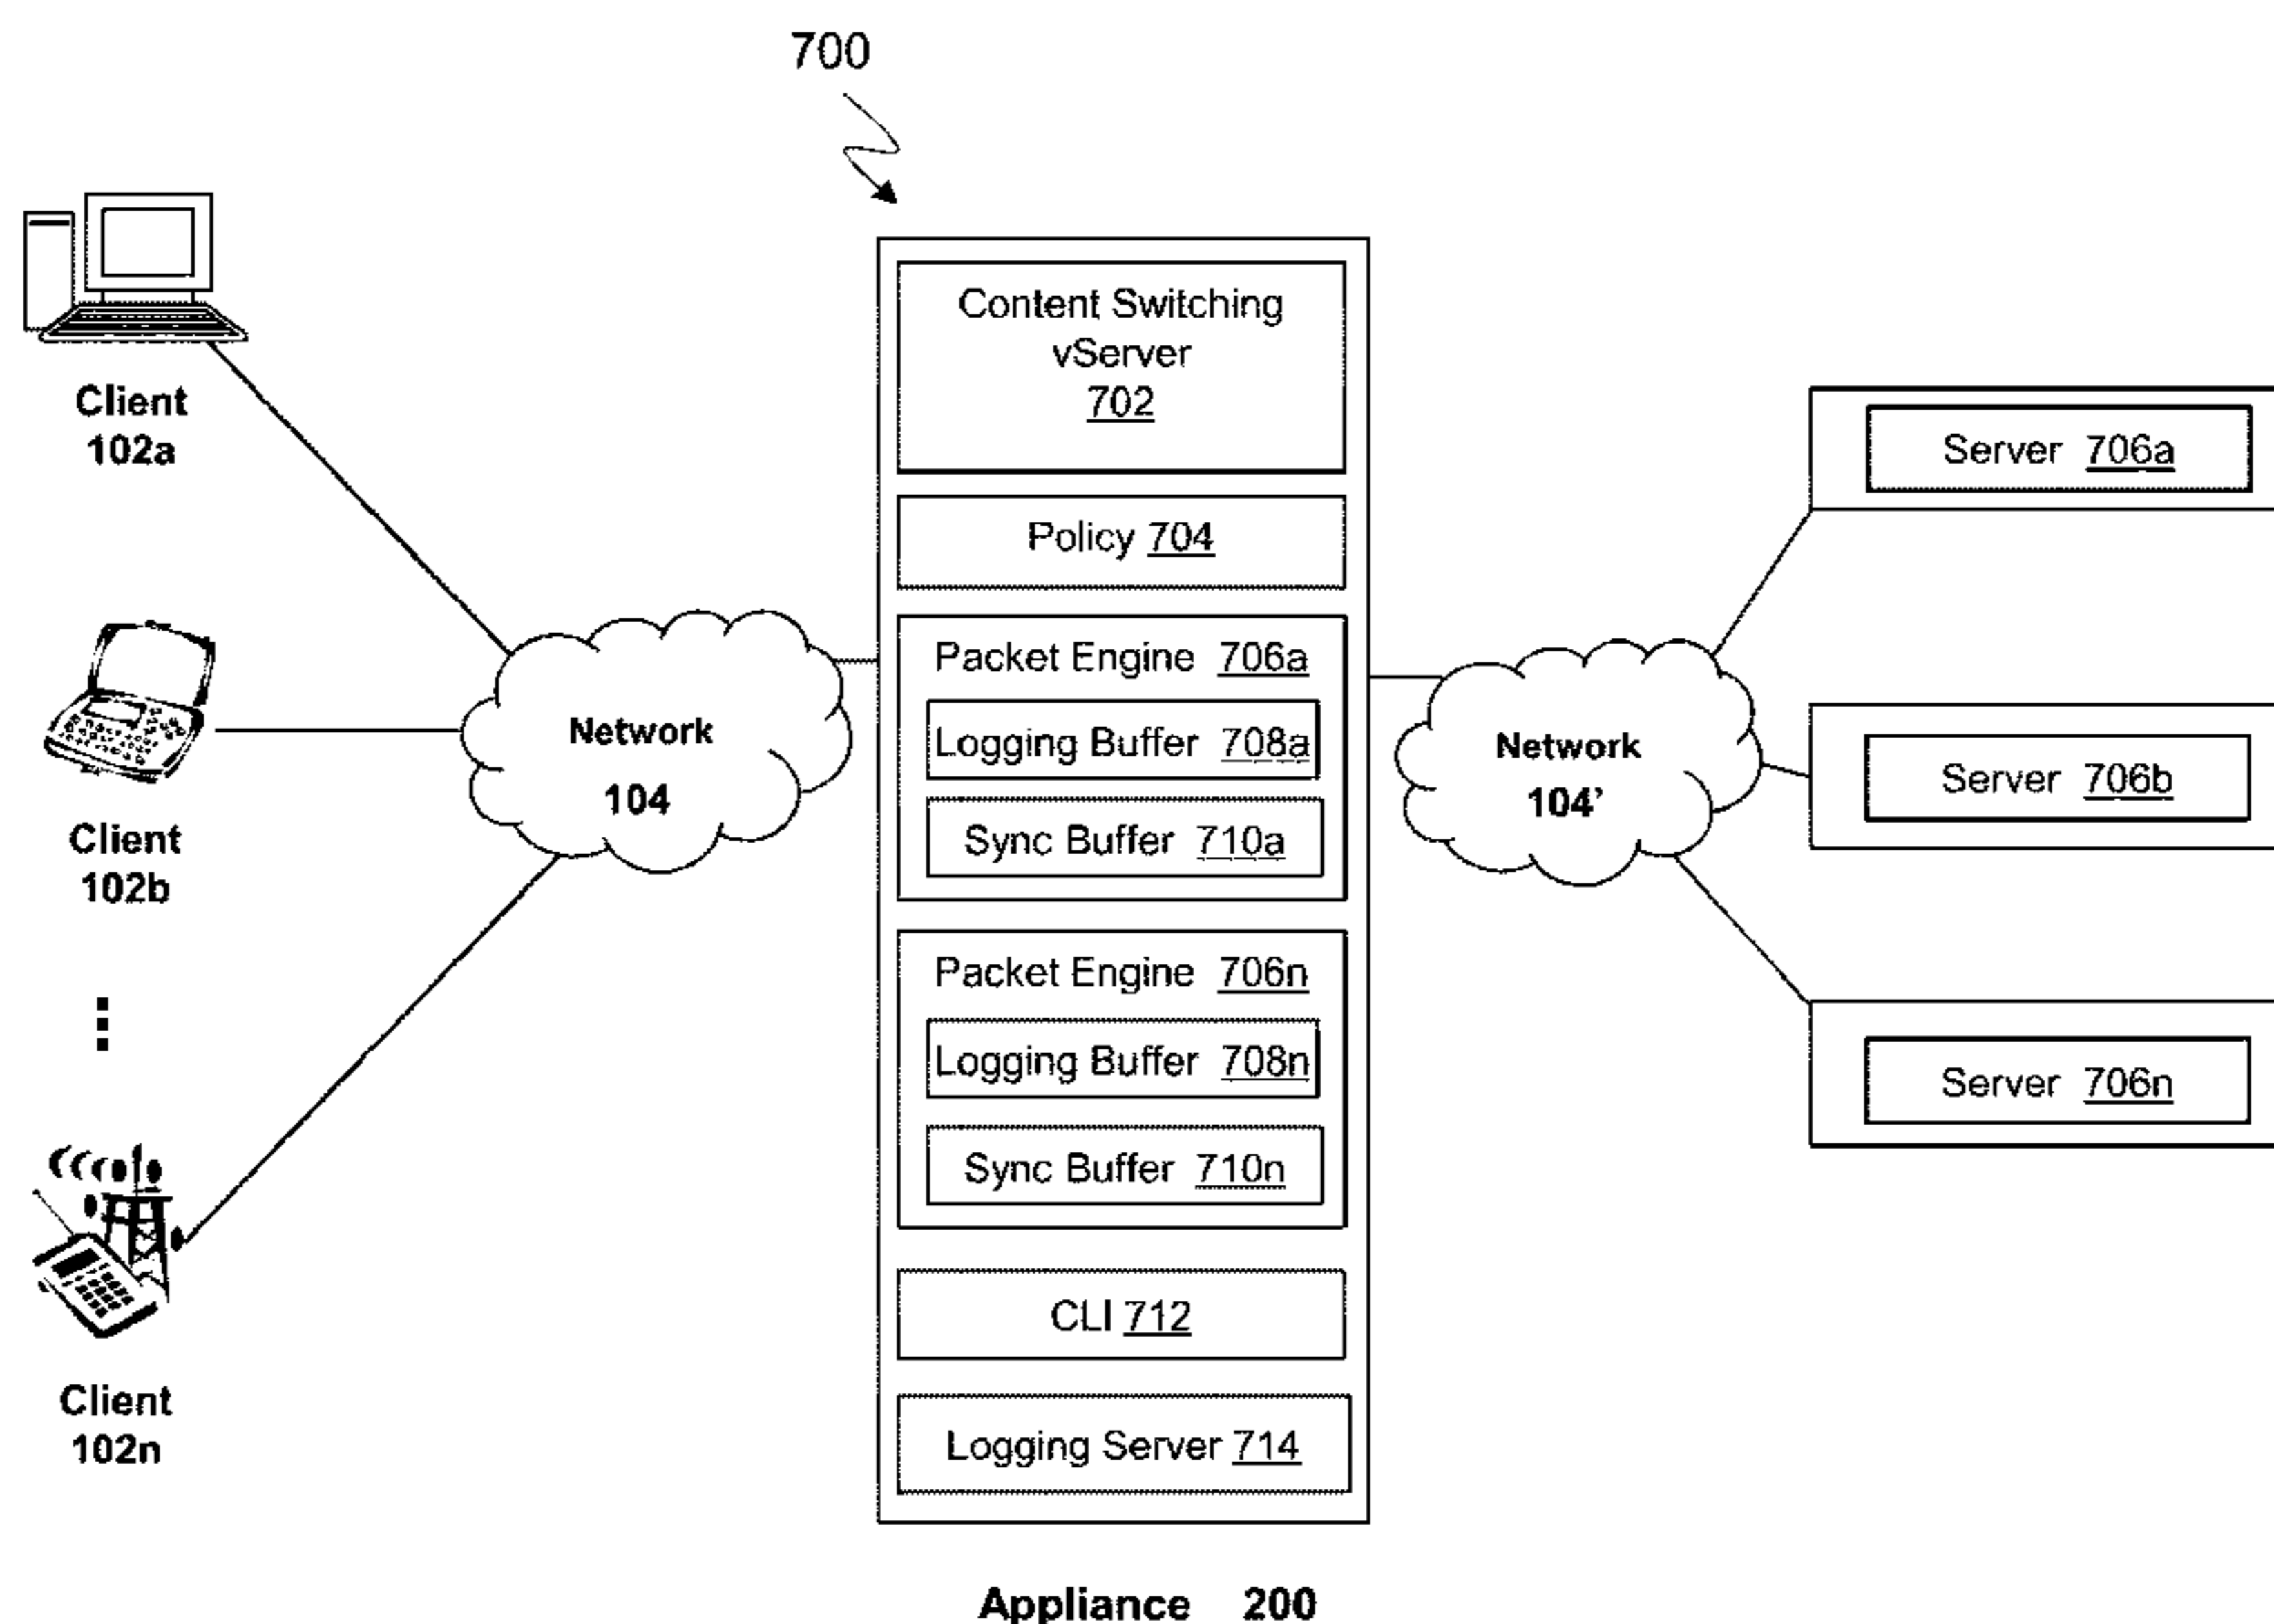 700
Client
102a
Client
102b
Client
102n
Network
104
Content Switching
vServer
702
Policy 704
Packet Engine 706a
Logging Buffer 708a
Sync Buffer 710a
Packet Engine 706n
Logging Buffer 708n
Sync Buffer 710n
CLI 712
Logging Server 714
Appliance 200
Network
104’
Server 706a
Server 706b
Server 706n